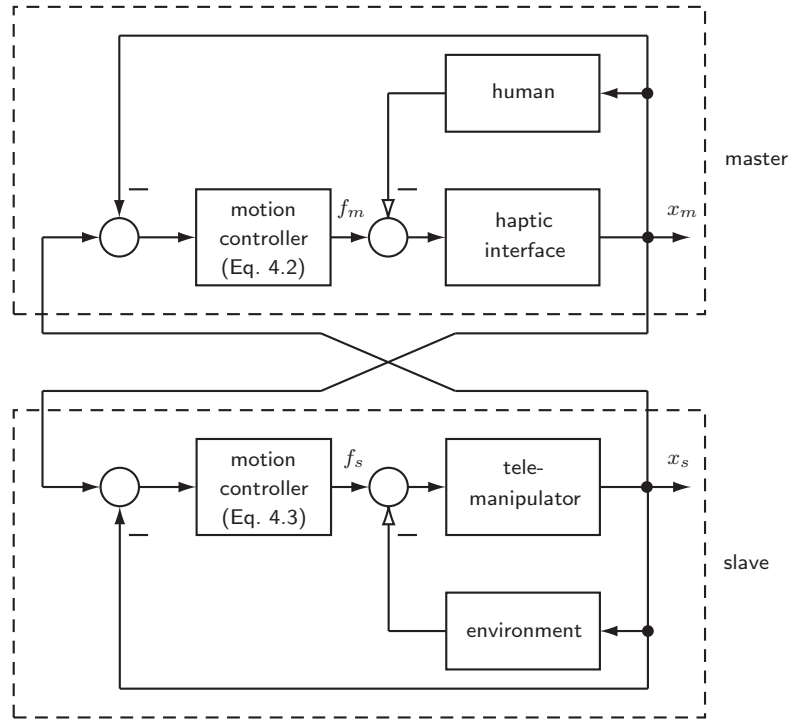 human
master
motion
controller
(Eq. 4.2)
f_m
haptic
interface
x_m
motion
controller
(Eq. 4.3)
f_s
tele-
manipulator
x_s
slave
environment